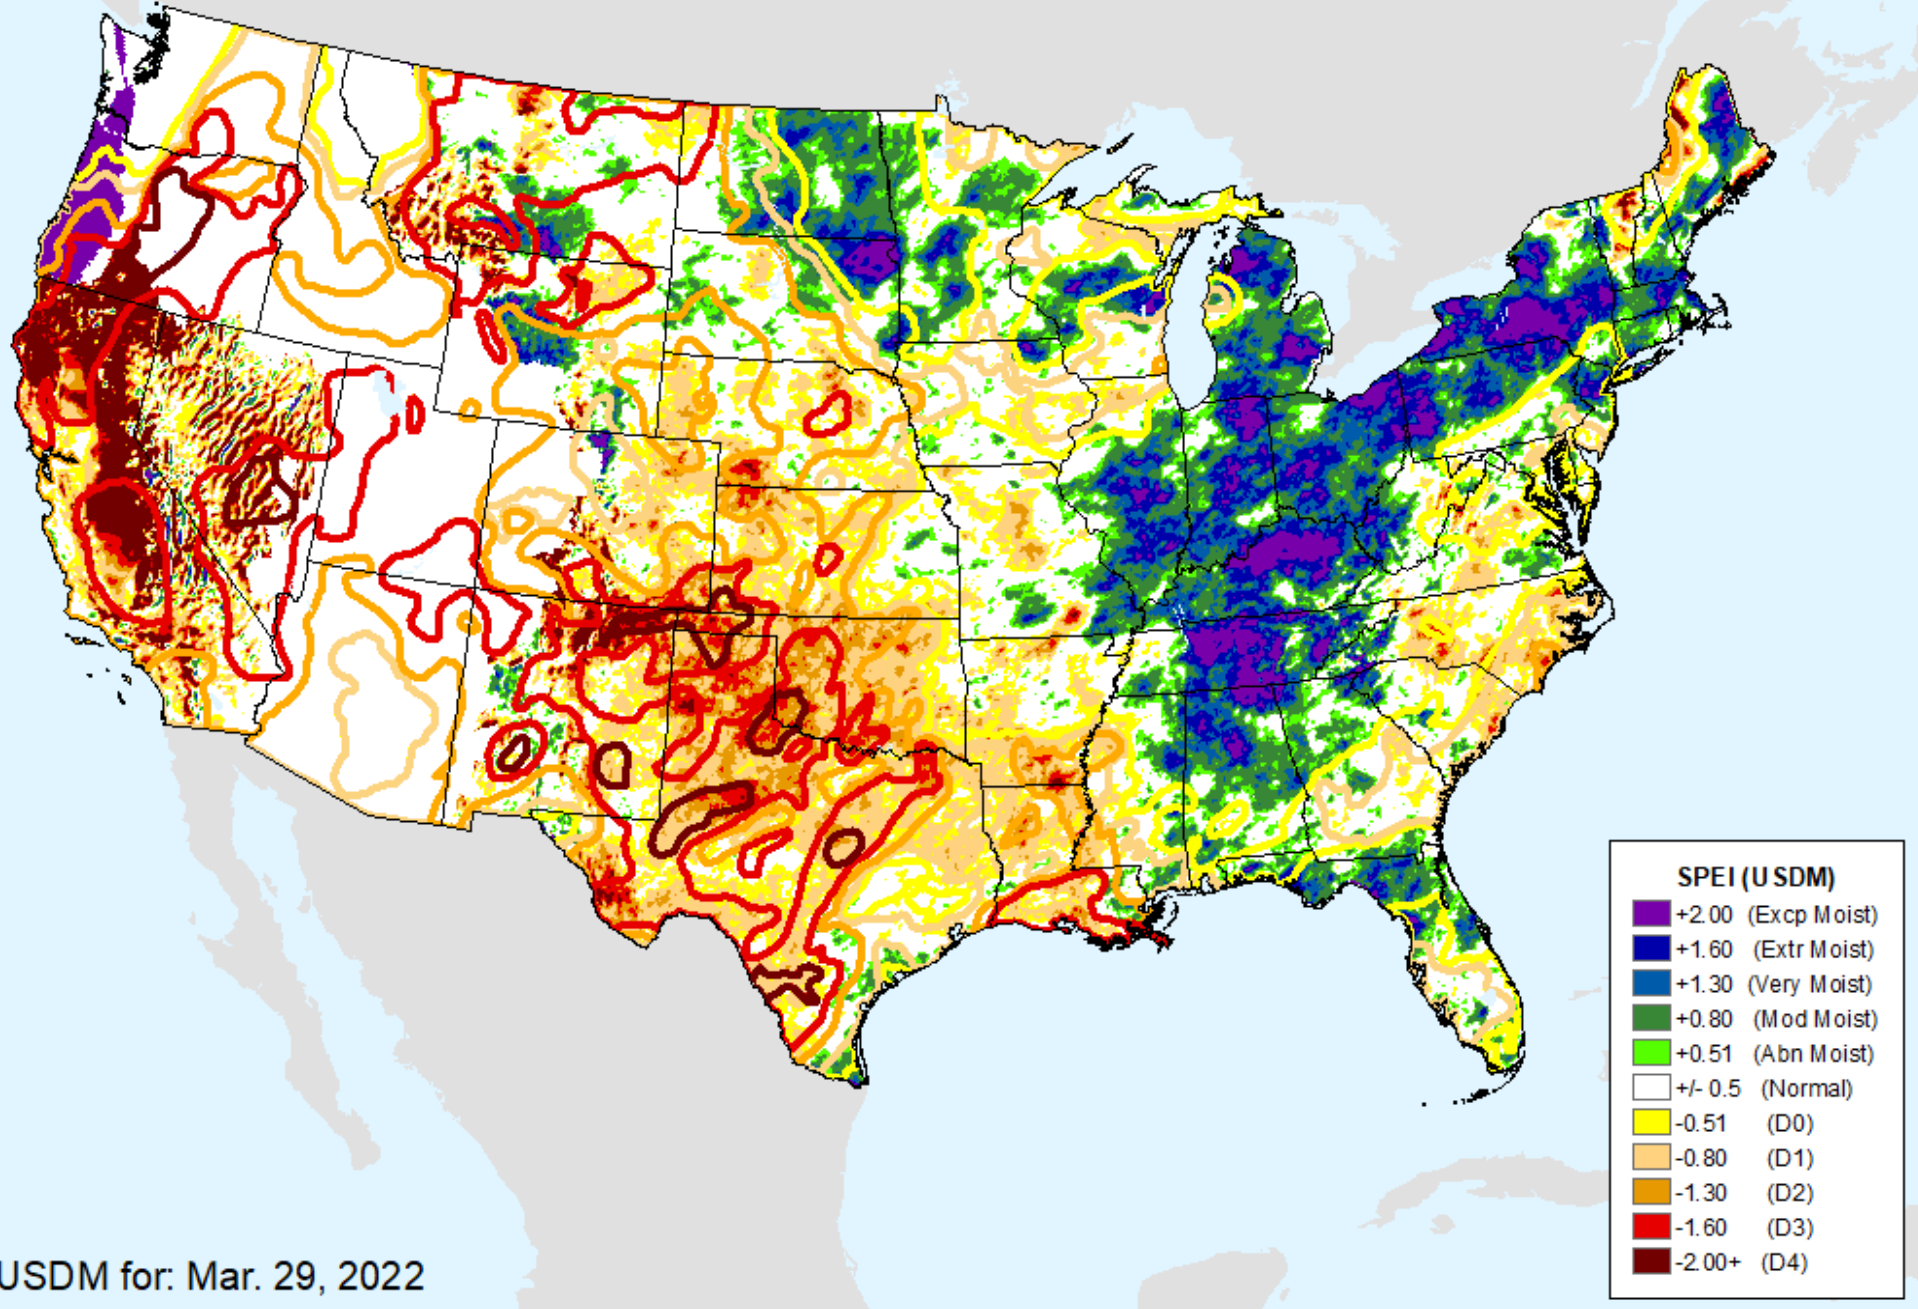 SPEI (USDM)
+2.00 (Excp Moist)
+1.60 (Extr Moist)
+1.30 (Very Moist)
+0.80 (Mod Moist)
+0.51 (Abn Moist)
+/- 0.5 (Normal)
-0.51 (D0)
-0.80 (D1)
-1.30 (D2)
-1.60 (D3)
-2.00+ (D4)
USDM for: Mar. 29, 2022